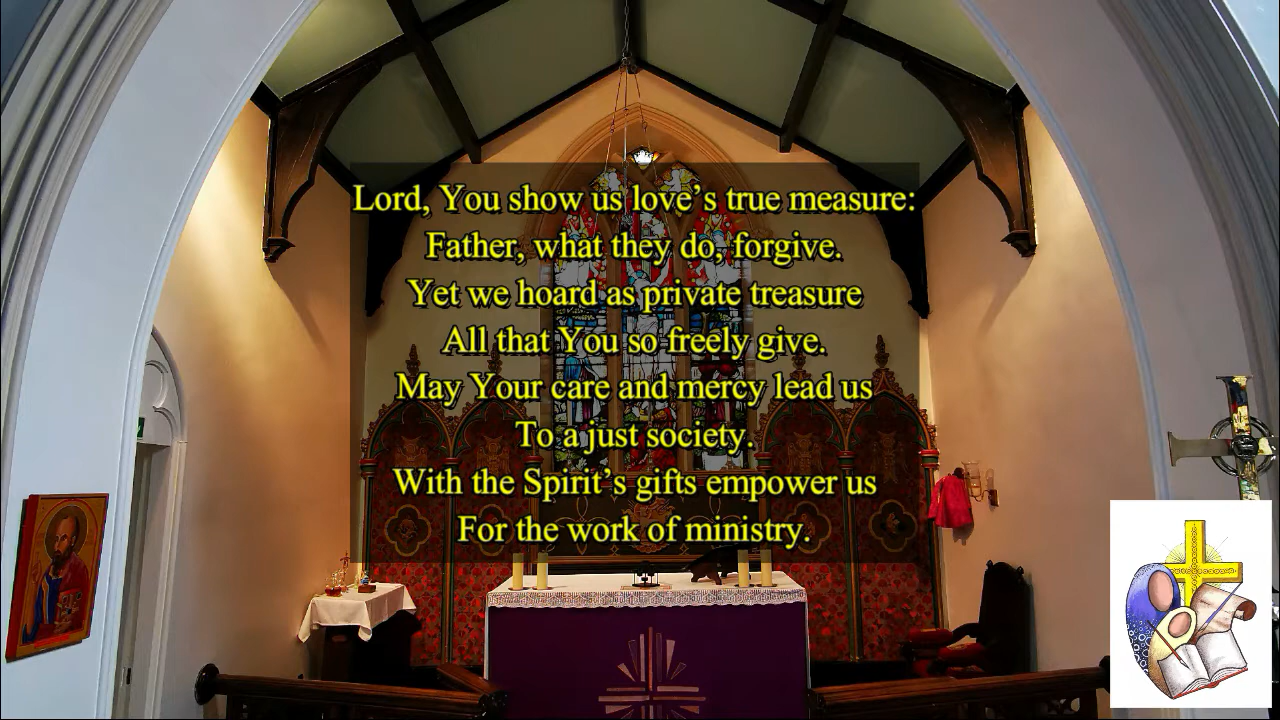 Lord, You show us love’s true measure:
Father, what they do, forgive.
Yet we hoard as private treasure
All that You so freely give.
May Your care and mercy lead us
To a just society.
With the Spirit’s gifts empower us
For the work of ministry.